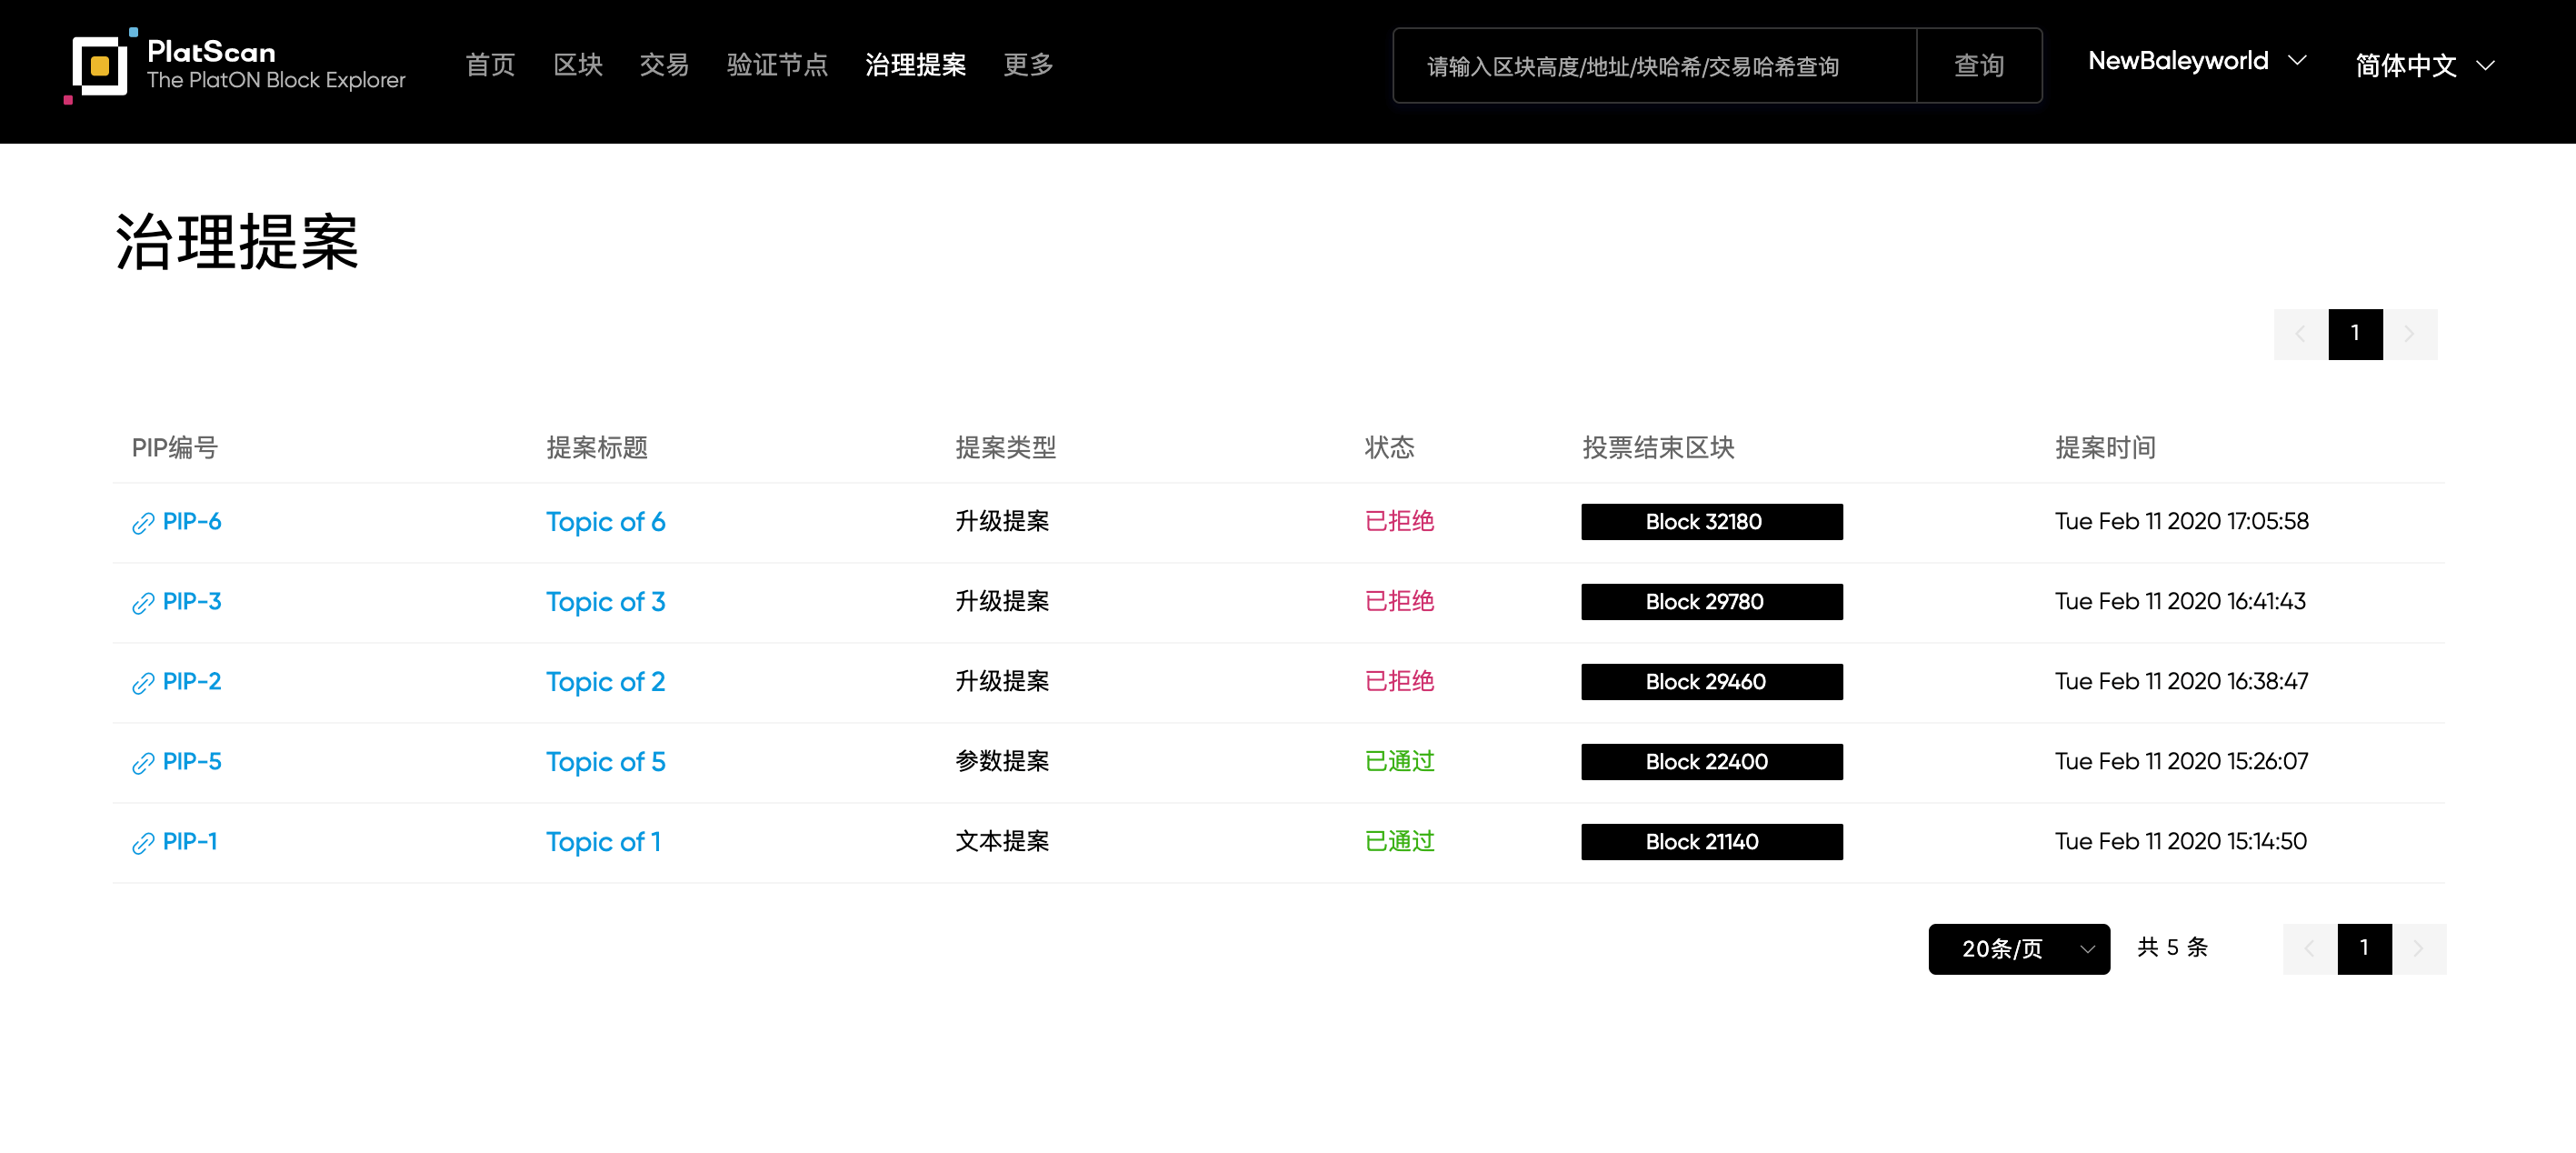 PlatScan
The PlatON Block Explorer
首页 区块 交易 验证节点 治理提案 更多
请输入区块高度/地址/块哈希/交易哈希查询 查询
NewBaleyworld 简体中文
治理提案
1
PIP编号 提案标题 提案类型 状态 投票结束区块 提案时间
PIP-6 Topic of 6 升级提案 已拒绝 Block 32180 Tue Feb 11 2020 17:05:58
PIP-3 Topic of 3 升级提案 已拒绝 Block 29780 Tue Feb 11 2020 16:41:43
PIP-2 Topic of 2 升级提案 已拒绝 Block 29460 Tue Feb 11 2020 16:38:47
PIP-5 Topic of 5 参数提案 已通过 Block 22400 Tue Feb 11 2020 15:26:07
PIP-1 Topic of 1 文本提案 已通过 Block 21140 Tue Feb 11 2020 15:14:50
20条/页 共 5 条 1